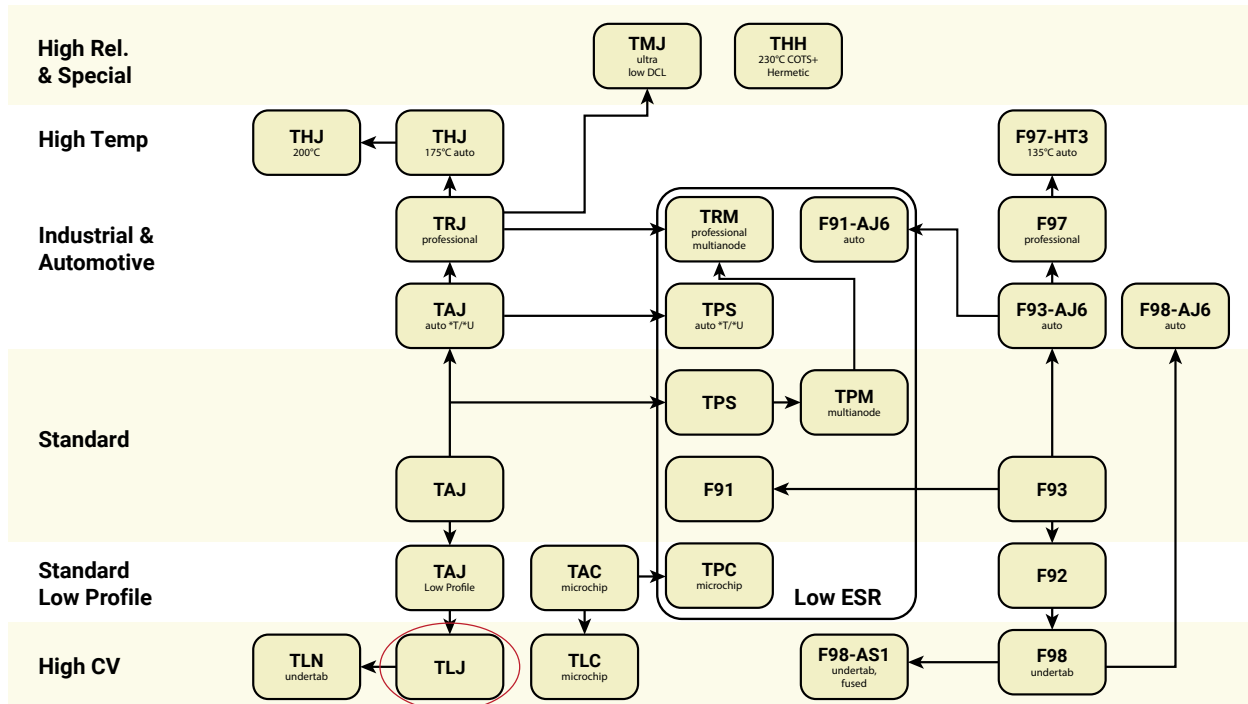 High Rel.
& Special
TMJ
ultra
low DCL
THH
230°C COTS+
Hermetic
High Temp
THJ
200°C
THJ
175°C auto
F97-HT3
135°C auto
Industrial &
Automotive
TRJ
professional
TRM
professional
multianode
F91-AJ6
auto
F97
professional
TAJ
auto *T/*U
TPS
auto *T/*U
F93-AJ6
auto
F98-AJ6
auto
Standard
TPS
TPM
multianode
TAJ
F91
F93
Standard
Low Profile
TAJ
Low Profile
TAC
microchip
TPC
microchip
Low ESR
F92
High CV
TLN
undertab
TLJ
TLC
microchip
F98-AS1
undertab,
fused
F98
undertab